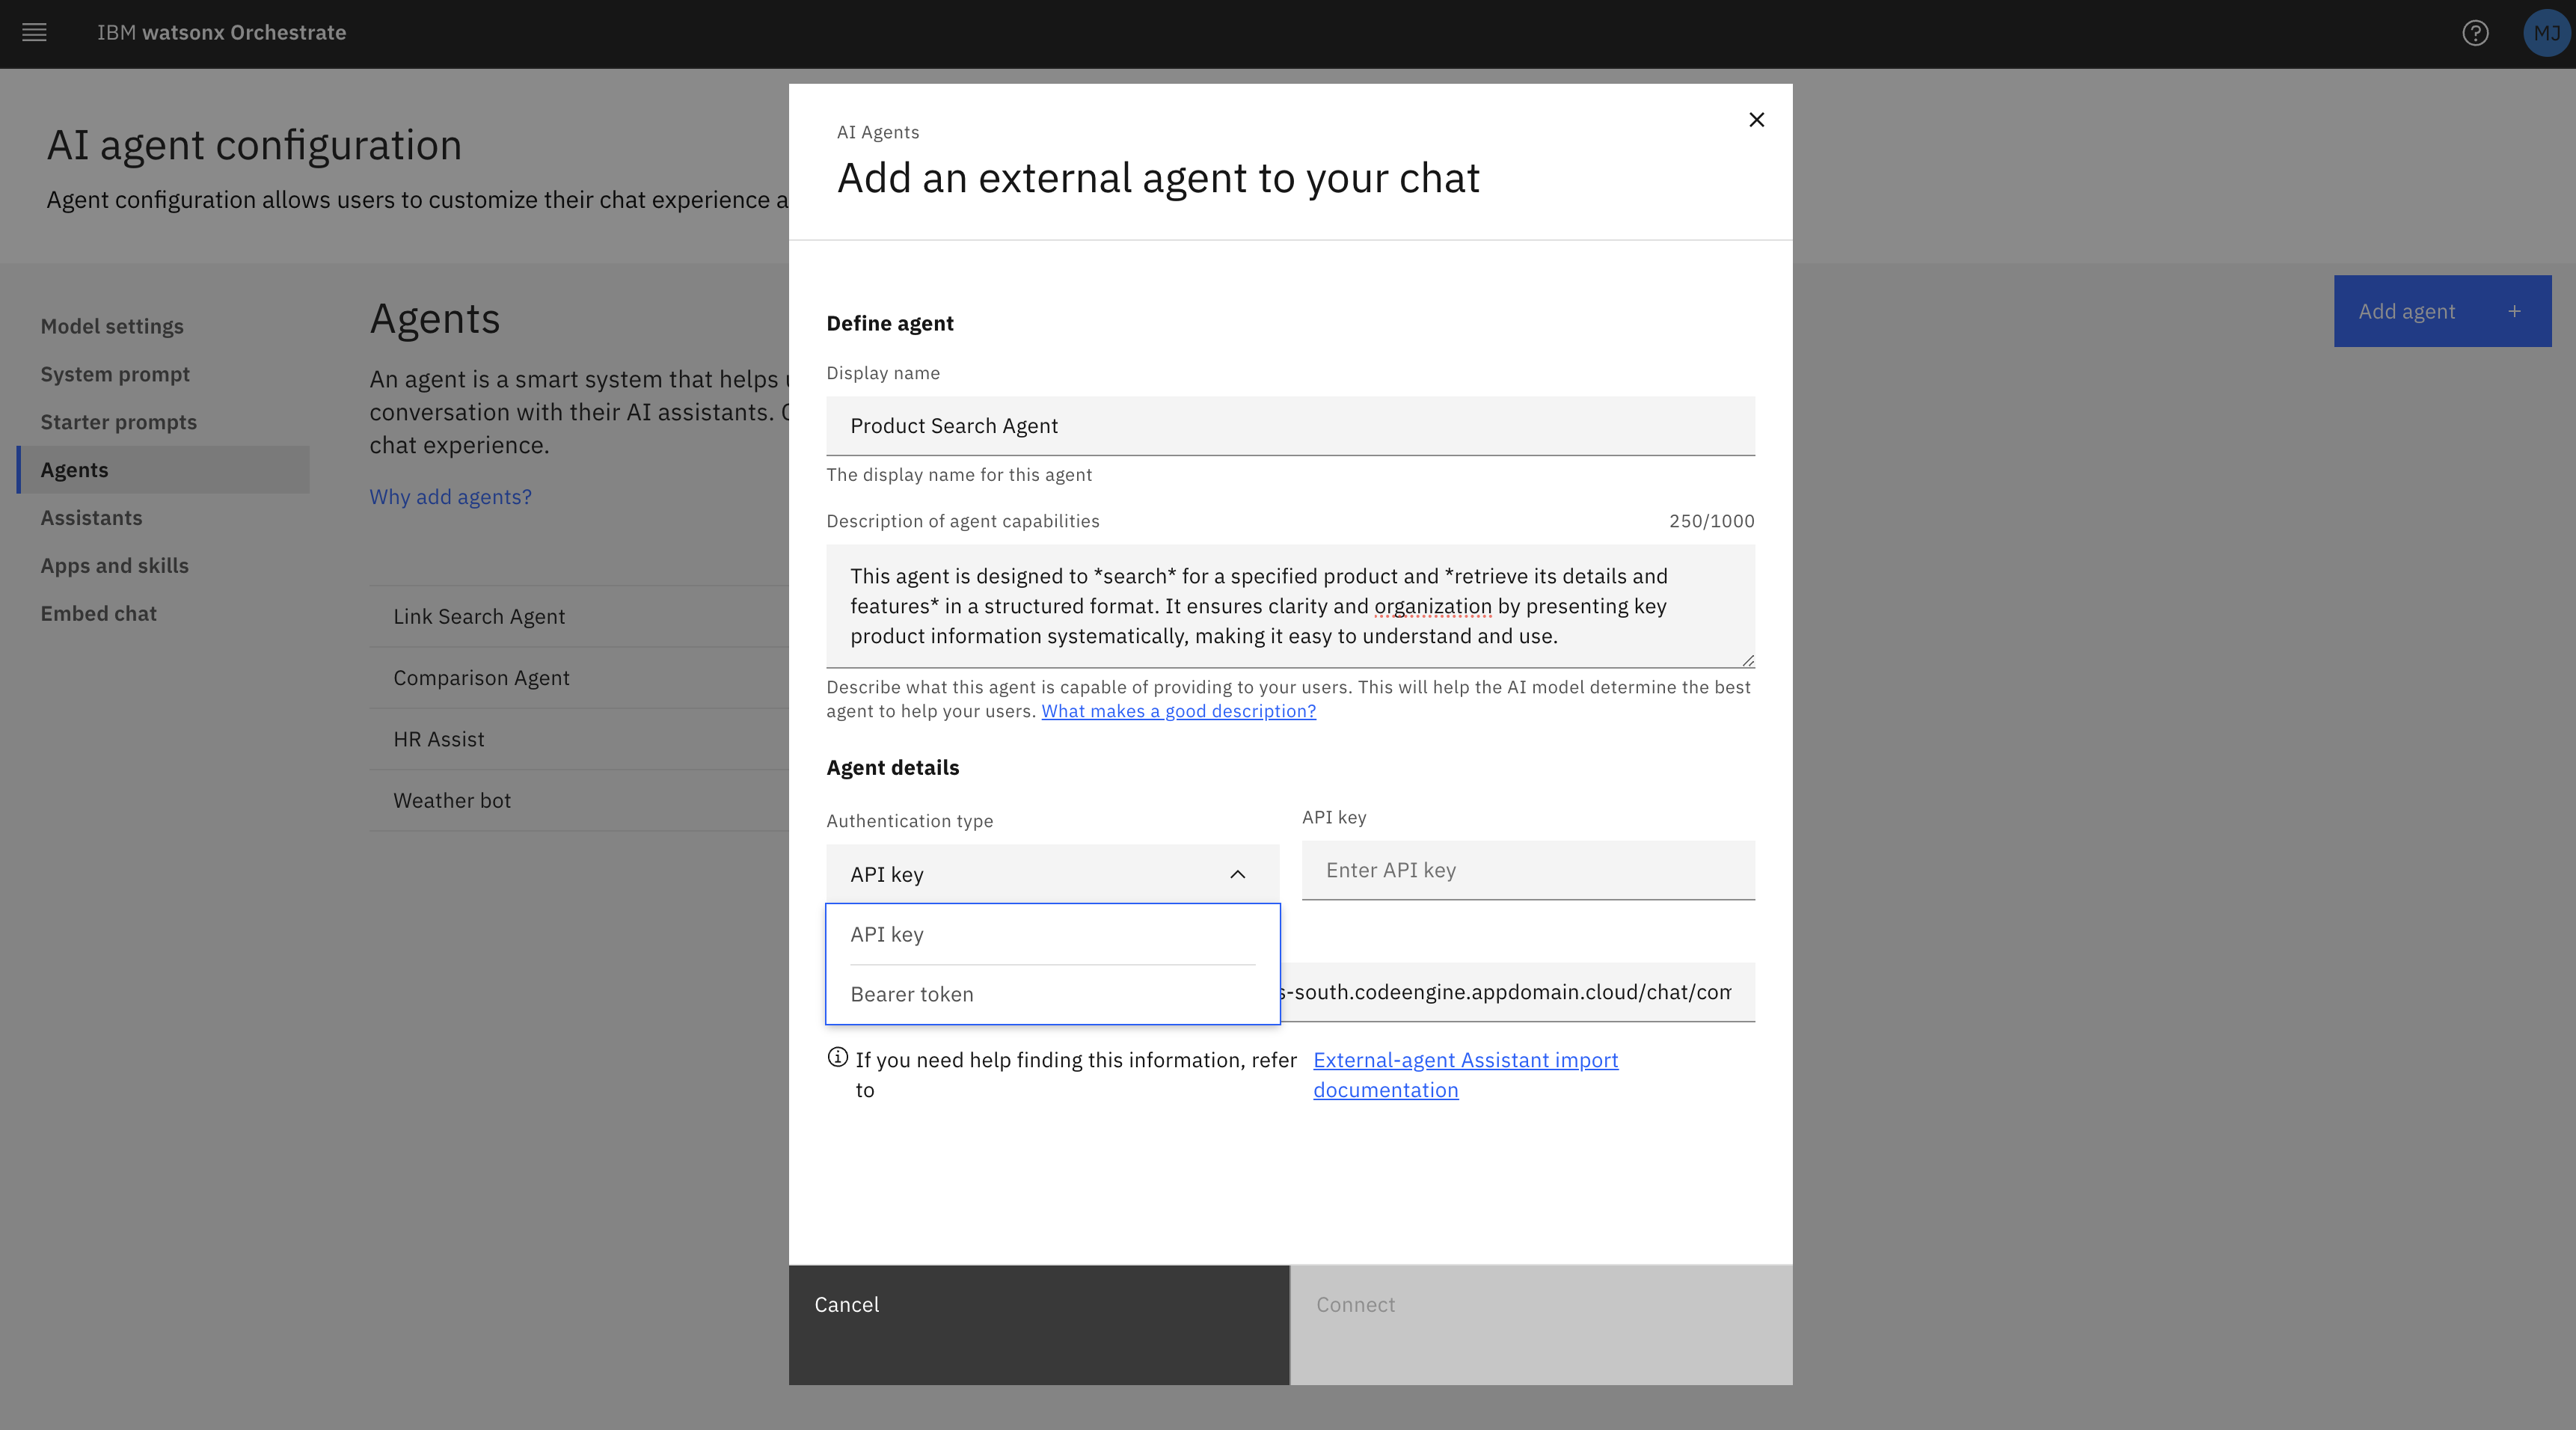 IBM watsonx Orchestrate
MJ
AI agent configuration
Agent configuration allows users to customize their chat experience a
Model settings
System prompt
Starter prompts
Agents
Assistants
Apps and skills
Embed chat
Agents
An agent is a smart system that helps
conversation with their AI assistants.
chat experience.
Why add agents?
Link Search Agent
Comparison Agent
HR Assist
Weather bot
Add agent +
AI Agents
Add an external agent to your chat
Define agent
Display name
Product Search Agent
The display name for this agent
Description of agent capabilities 250/1000
This agent is designed to *search* for a specified product and *retrieve its details and
features* in a structured format. It ensures clarity and organization by presenting key
product information systematically, making it easy to understand and use.
Describe what this agent is capable of providing to your users. This will help the AI model determine the best
agent to help your users. What makes a good description?
Agent details
Authentication type
API key
API key
Bearer token
API key
Enter API key
s-south.codeengine.appdomain.cloud/chat/com
If you need help finding this information, refer
to
External-agent Assistant import
documentation
Cancel
Connect